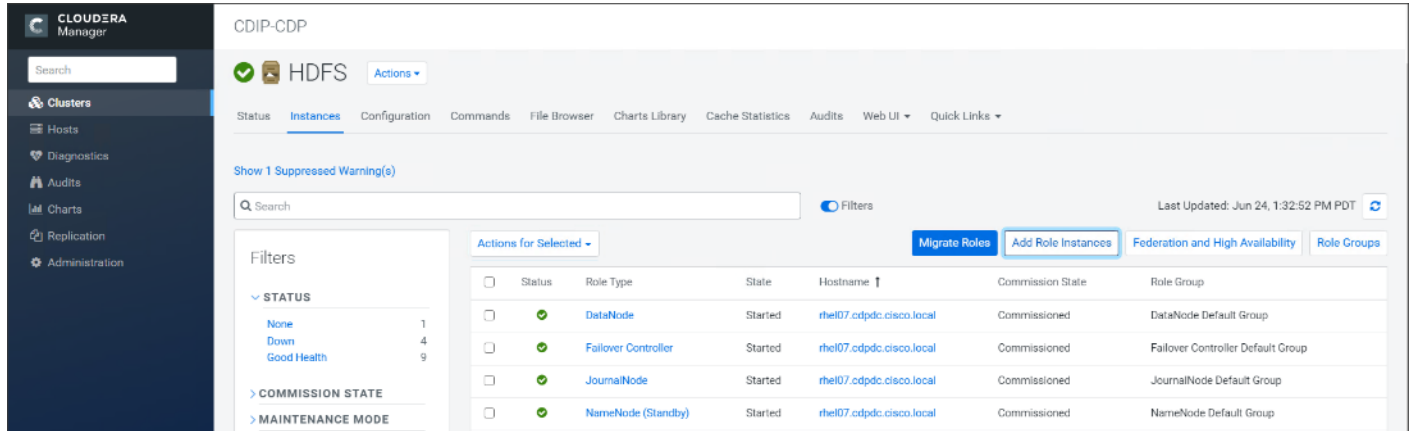 CLOUDERA
Manager
Search
Clusters
Hosts
Diagnostics
Audits
Charts
Replication
Administration
CDIP-CDP
HDFS Actions
Status Instances Configuration Commands File Browser Charts Library Cache Statistics Audits Web UI Quick Links
Show 1 Suppressed Warning(s)
Search Filters Last Updated: Jun 24, 1:32:52 PM PDT
Filters
STATUS
None 1
Down 4
Good Health 9
COMMISSION STATE
MAINTENANCE MODE
Actions for Selected Migrate Roles Add Role Instances Federation and High Availability Role Groups
Status Role Type State Hostname Commission State Role Group
DataNode Started rhel07.cdpdc.cisco.local Commissioned DataNode Default Group
Failover Controller Started rhel07.cdpdc.cisco.local Commissioned Failover Controller Default Group
JournalNode Started rhel07.cdpdc.cisco.local Commissioned JournalNode Default Group
NameNode (Standby) Started rhel07.cdpdc.cisco.local Commissioned NameNode Default Group